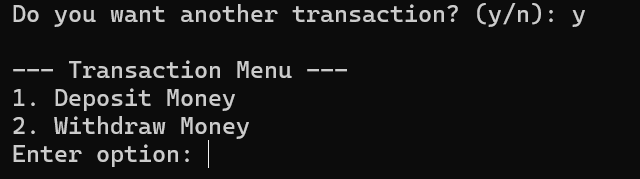 Do you want another transaction? (y/n): y
--- Transaction Menu ---
1. Deposit Money
2. Withdraw Money
Enter option: